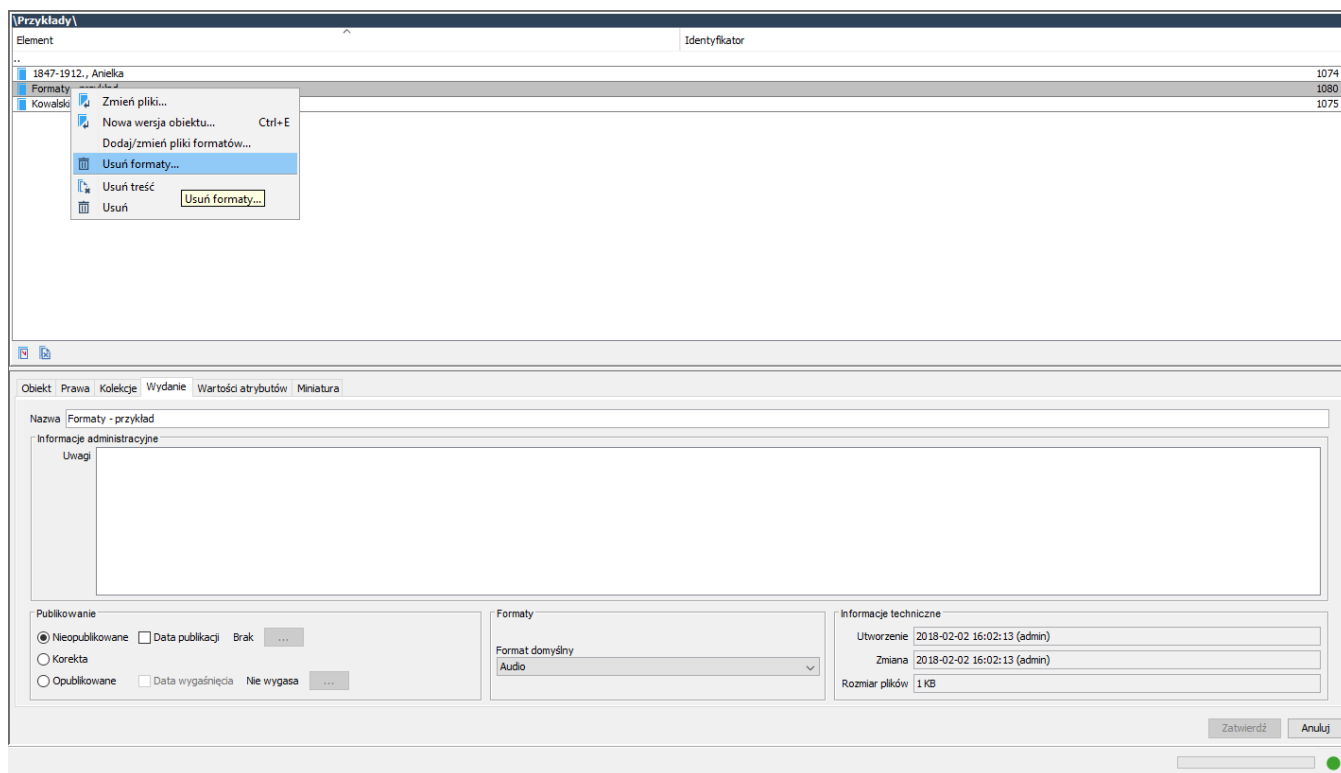 \Przykłady\
Element Identyfikator
..
1847-1912., Anielka 1074
Formaty - przykład 1080
Kowalski 1075
Zmień pliki...
Nowa wersja obiektu... Ctrl+E
Dodaj/zmień pliki formatów...
Usuń formaty...
Usuń treść
Usuń formaty...
Usuń
Obiekt Prawa Kolekcje Wydanie Wartości atrybutów Miniatura
Nazwa Formaty - przykład
Informacje administracyjne
Uwagi
Publikowanie Formaty Informacje techniczne
Nieopublikowane Data publikacji Brak ... Utworzenie 2018-02-02 16:02:13 (admin)
Format domyślny
Korekta Audio Zmiana 2018-02-02 16:02:13 (admin)
Opublikowane Data wygaśnięcia Nie wygasa ... Rozmiar plików 1 KB
Zatwierdź Anuluj